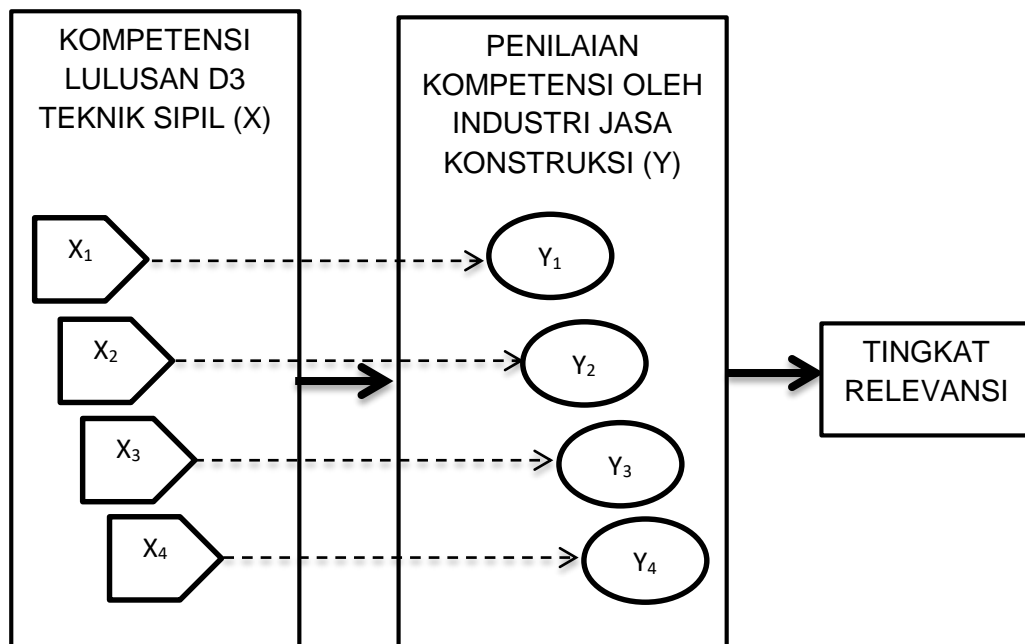 KOMPETENSI
LULUSAN D3
TEKNIK SIPIL (X)
X1
X2
X3
X4
PENILAIAN
KOMPETENSI OLEH
INDUSTRI JASA
KONSTRUKSI (Y)
Y1
Y2
Y3
Y4
TINGKAT
RELEVANSI